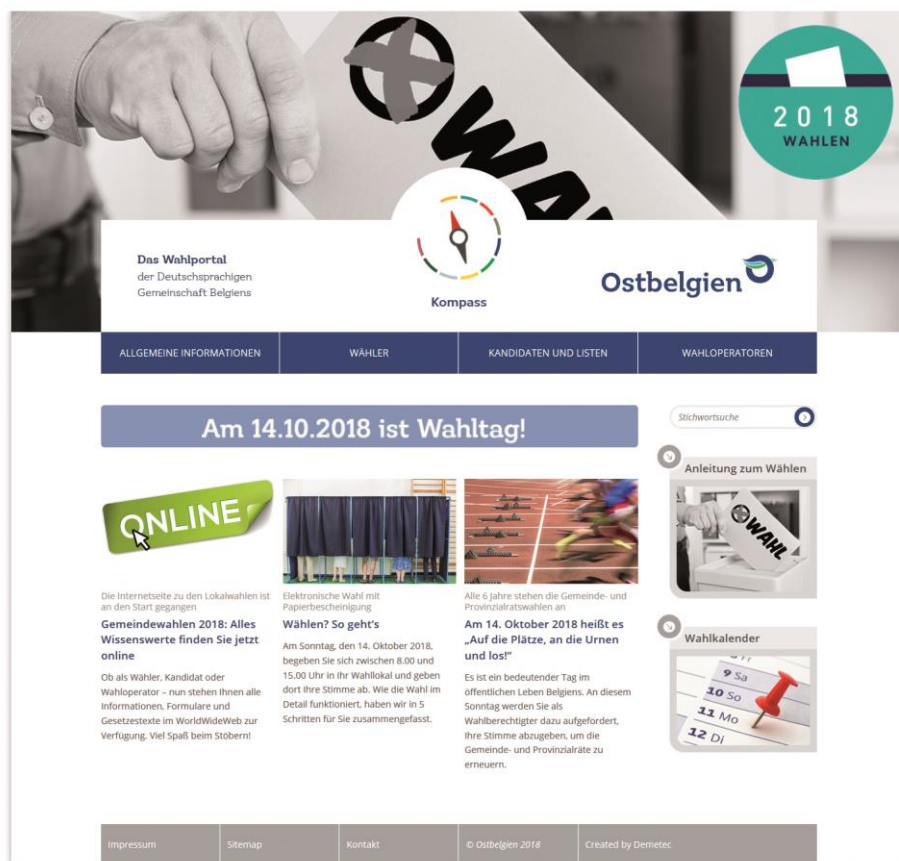 WA
2018
WAHLEN
Das Wahlportal
der Deutschsprachigen
Gemeinschaft Belgiens
Kompass
Ostbelgien
ALLGEMEINE INFORMATIONEN
WÄHLER
KANDIDATEN UND LISTEN
WAHLOPERATOREN
Am 14.10.2018 ist Wahltag!
Stichwortsuche
ONLINE
Die Internetseite zu den Lokalwahlen ist
an den Start gegangen
Gemeindewahlen 2018: Alles
Wissenswerte finden Sie jetzt
online
Ob als Wähler, Kandidat oder
Wahloperator – nun stehen Ihnen alle
Informationen, Formulare und
Gesetzestexte im WorldWideWeb zur
Verfügung. Viel Spaß beim Stöbern!
Elektronische Wahl mit
Papierbescheinigung
Wählen? So geht's
Am Sonntag, den 14. Oktober 2018,
begeben Sie sich zwischen 8.00 und
15.00 Uhr in Ihr Wahllokal und geben
dort Ihre Stimme ab. Wie die Wahl im
Detail funktioniert, haben wir in 5
Schritten für Sie zusammengefasst.
Alle 6 Jahre stehen die Gemeinde- und
Provinzialratswahlen an
Am 14. Oktober 2018 heißt es
„Auf die Plätze, an die Urnen
und los!"
Es ist ein bedeutender Tag im
öffentlichen Leben Belgiens. An diesem
Sonntag werden Sie als
Wahlberechtigter dazu aufgefordert,
Ihre Stimme abzugeben, um die
Gemeinde- und Provinzialräte zu
erneuern.
Anleitung zum Wählen
WAHL
Wahlkalender
9 Sa
10 So
11 Mo
12 Di
Impressum
Sitemap
Kontakt
© Ostbelgien 2018
Created by Demetec